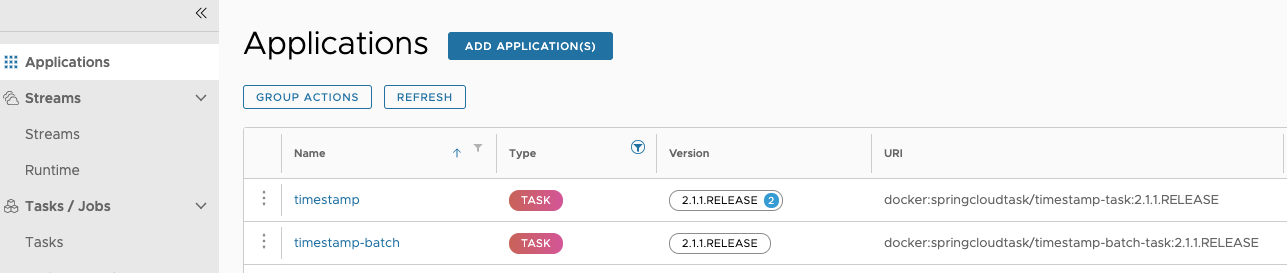 Applications
Streams
Streams
Runtime
Tasks / Jobs
Tasks
Applications
ADD APPLICATION(S)
GROUP ACTIONS
REFRESH
Name
Type
Version
URI
timestamp
TASK
2.1.1.RELEASE 2
docker:springcloudtask/timestamp-task:2.1.1.RELEASE
timestamp-batch
TASK
2.1.1.RELEASE
docker:springcloudtask/timestamp-batch-task:2.1.1.RELEASE